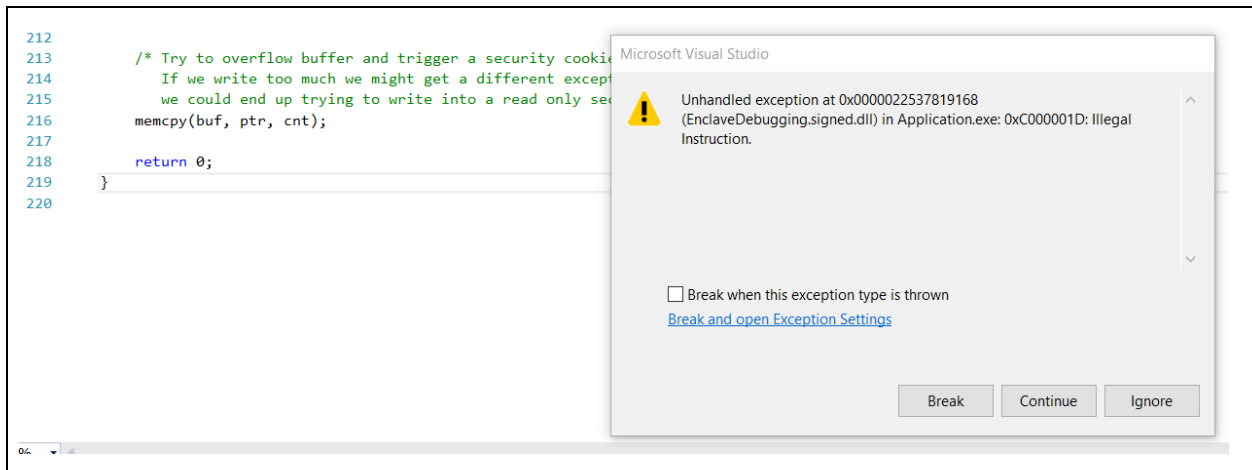 212
213 /* Try to overflow buffer and trigger a security cooki
214 If we write too much we might get a different except
215 we could end up trying to write into a read only sec
216 memcpy(buf, ptr, cnt);
217
218 return 0;
219 }
220
Microsoft Visual Studio
Unhandled exception at 0x0000022537819168
(EnclaveDebugging.signed.dll) in Application.exe: 0xC000001D: Illegal
Instruction.
Break when this exception type is thrown
Break and open Exception Settings
Break Continue Ignore
%